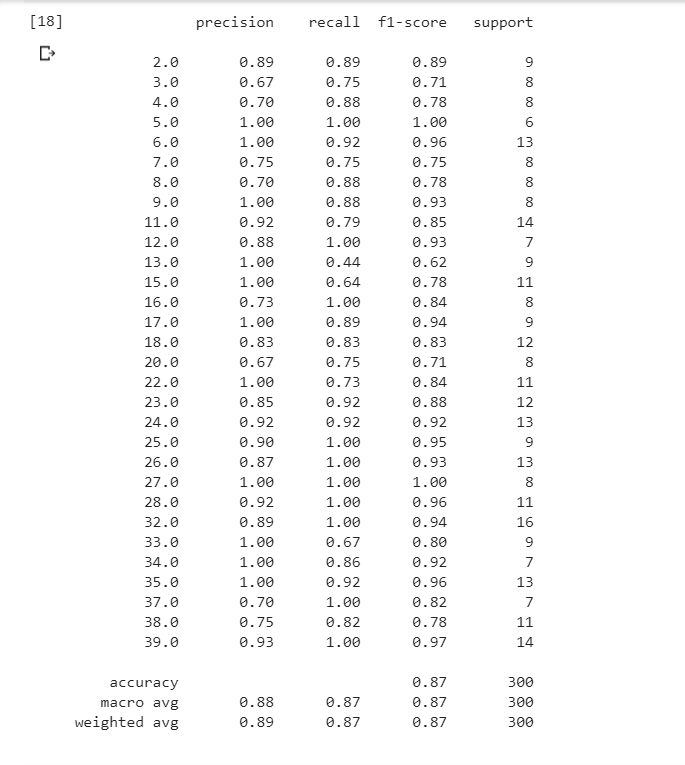 [18] precision recall f1-score support
2.0 0.89 0.89 0.89 9
3.0 0.67 0.75 0.71 8
4.0 0.70 0.88 0.78 8
5.0 1.00 1.00 1.00 6
6.0 1.00 0.92 0.96 13
7.0 0.75 0.75 0.75 8
8.0 0.70 0.88 0.78 8
9.0 1.00 0.88 0.93 8
11.0 0.92 0.79 0.85 14
12.0 0.88 1.00 0.93 7
13.0 1.00 0.44 0.62 9
15.0 1.00 0.64 0.78 11
16.0 0.73 1.00 0.84 8
17.0 1.00 0.89 0.94 9
18.0 0.83 0.83 0.83 12
20.0 0.67 0.75 0.71 8
22.0 1.00 0.73 0.84 11
23.0 0.85 0.92 0.88 12
24.0 0.92 0.92 0.92 13
25.0 0.90 1.00 0.95 9
26.0 0.87 1.00 0.93 13
27.0 1.00 1.00 1.00 8
28.0 0.92 1.00 0.96 11
32.0 0.89 1.00 0.94 16
33.0 1.00 0.67 0.80 9
34.0 1.00 0.86 0.92 7
35.0 1.00 0.92 0.96 13
37.0 0.70 1.00 0.82 7
38.0 0.75 0.82 0.78 11
39.0 0.93 1.00 0.97 14
accuracy 0.87 300
macro avg 0.88 0.87 0.87 300
weighted avg 0.89 0.87 0.87 300